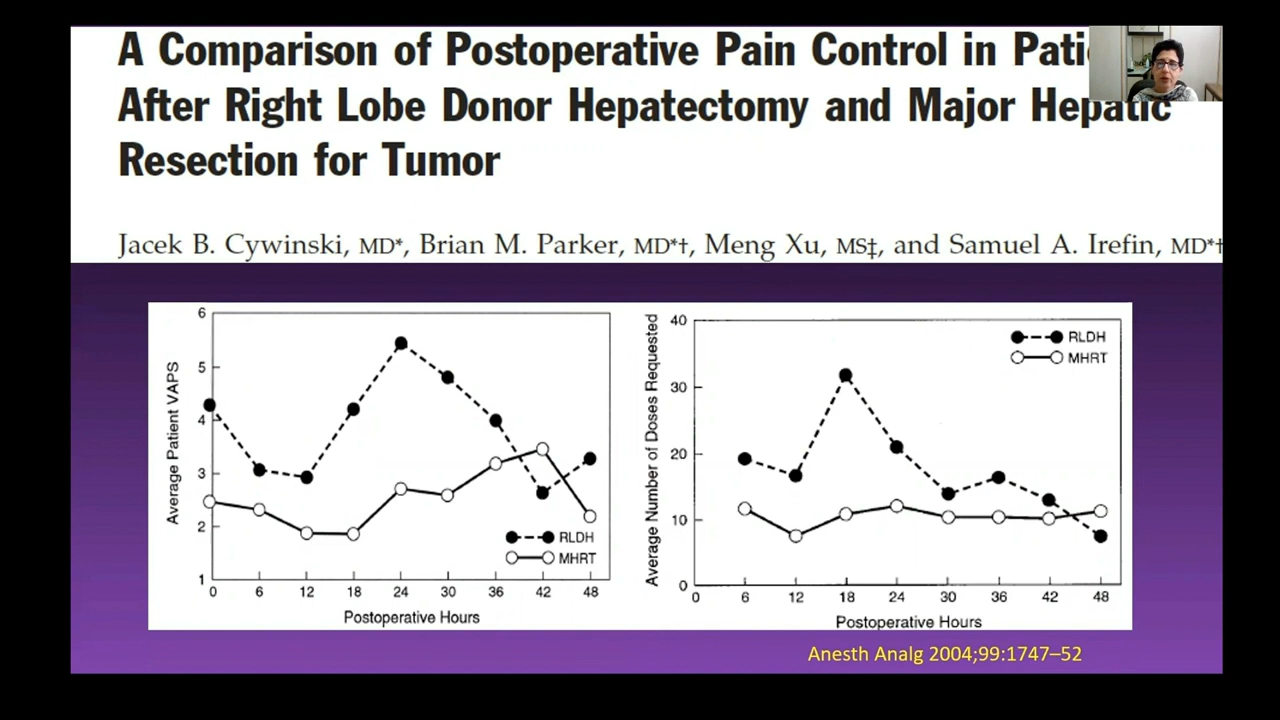 A Comparison of Postoperative Pain Control in
After Right Lobe Donor Hepatectomy and Major Hepatic
Resection for Tumor
Jacek B. Cywinski, MD*, Brian M. Parker, MD*†, Meng Xu, MS‡, and Samuel A. Irefin, MD*†
Average Patient VAPS
6
5
4
3
2
1
0 6 12 18 24 30 36 42 48
Postoperative Hours
RLDH
MHRT
Average Number of Doses Requested
40
30
20
10
0
0 6 12 18 24 30 36 42 48
Postoperative Hours
RLDH
MHRT
Anesth Analg 2004;99:1747–52